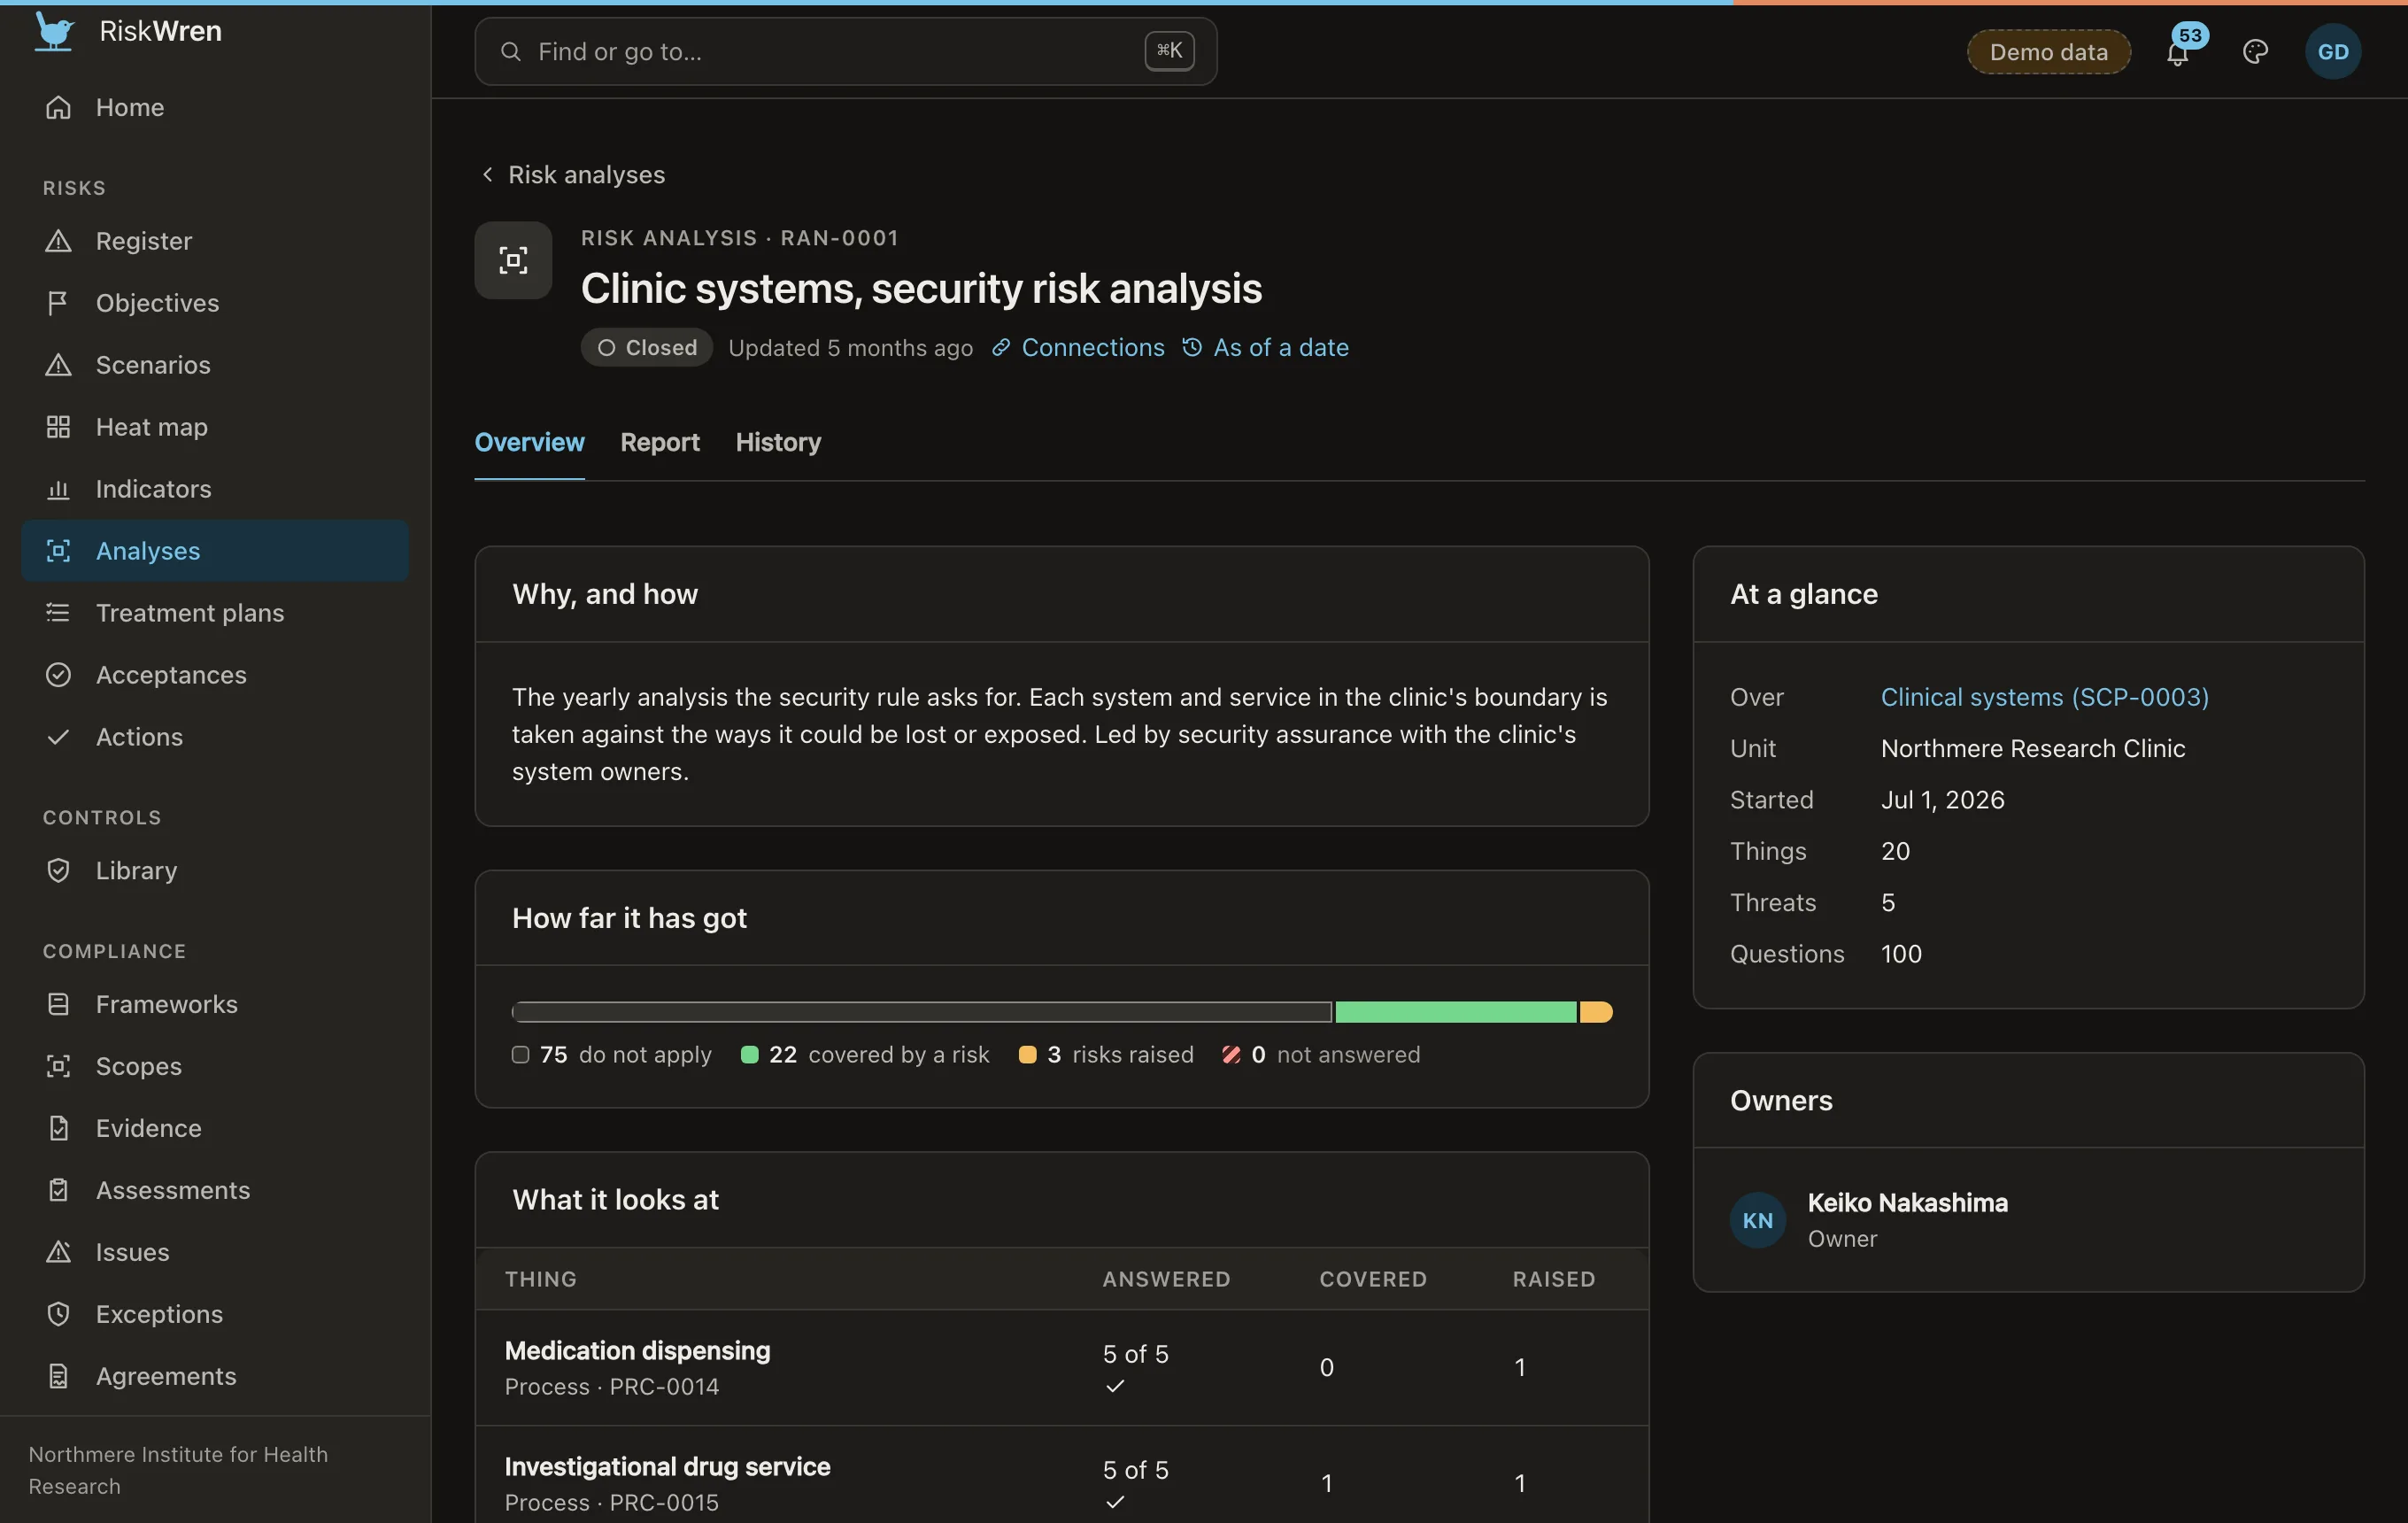 RiskWren
Find or go to...
⌘K
Demo data
53
GD
Home
RISKS
Register
Objectives
Scenarios
Heat map
Indicators
Analyses
Treatment plans
Acceptances
Actions
CONTROLS
Library
COMPLIANCE
Frameworks
Scopes
Evidence
Assessments
Issues
Exceptions
Agreements
Northmere Institute for Health
Research
Risk analyses
RISK ANALYSIS · RAN-0001
Clinic systems, security risk analysis
Closed Updated 5 months ago Connections As of a date
Overview Report History
Why, and how
The yearly analysis the security rule asks for. Each system and service in the clinic's boundary is
taken against the ways it could be lost or exposed. Led by security assurance with the clinic's
system owners.
How far it has got
75 do not apply 22 covered by a risk 3 risks raised 0 not answered
What it looks at
THING ANSWERED COVERED RAISED
Medication dispensing
Process · PRC-0014
5 of 5
0
1
Investigational drug service
Process · PRC-0015
5 of 5
1
1
At a glance
Over Clinical systems (SCP-0003)
Unit Northmere Research Clinic
Started Jul 1, 2026
Things 20
Threats 5
Questions 100
Owners
KN
Keiko Nakashima
Owner